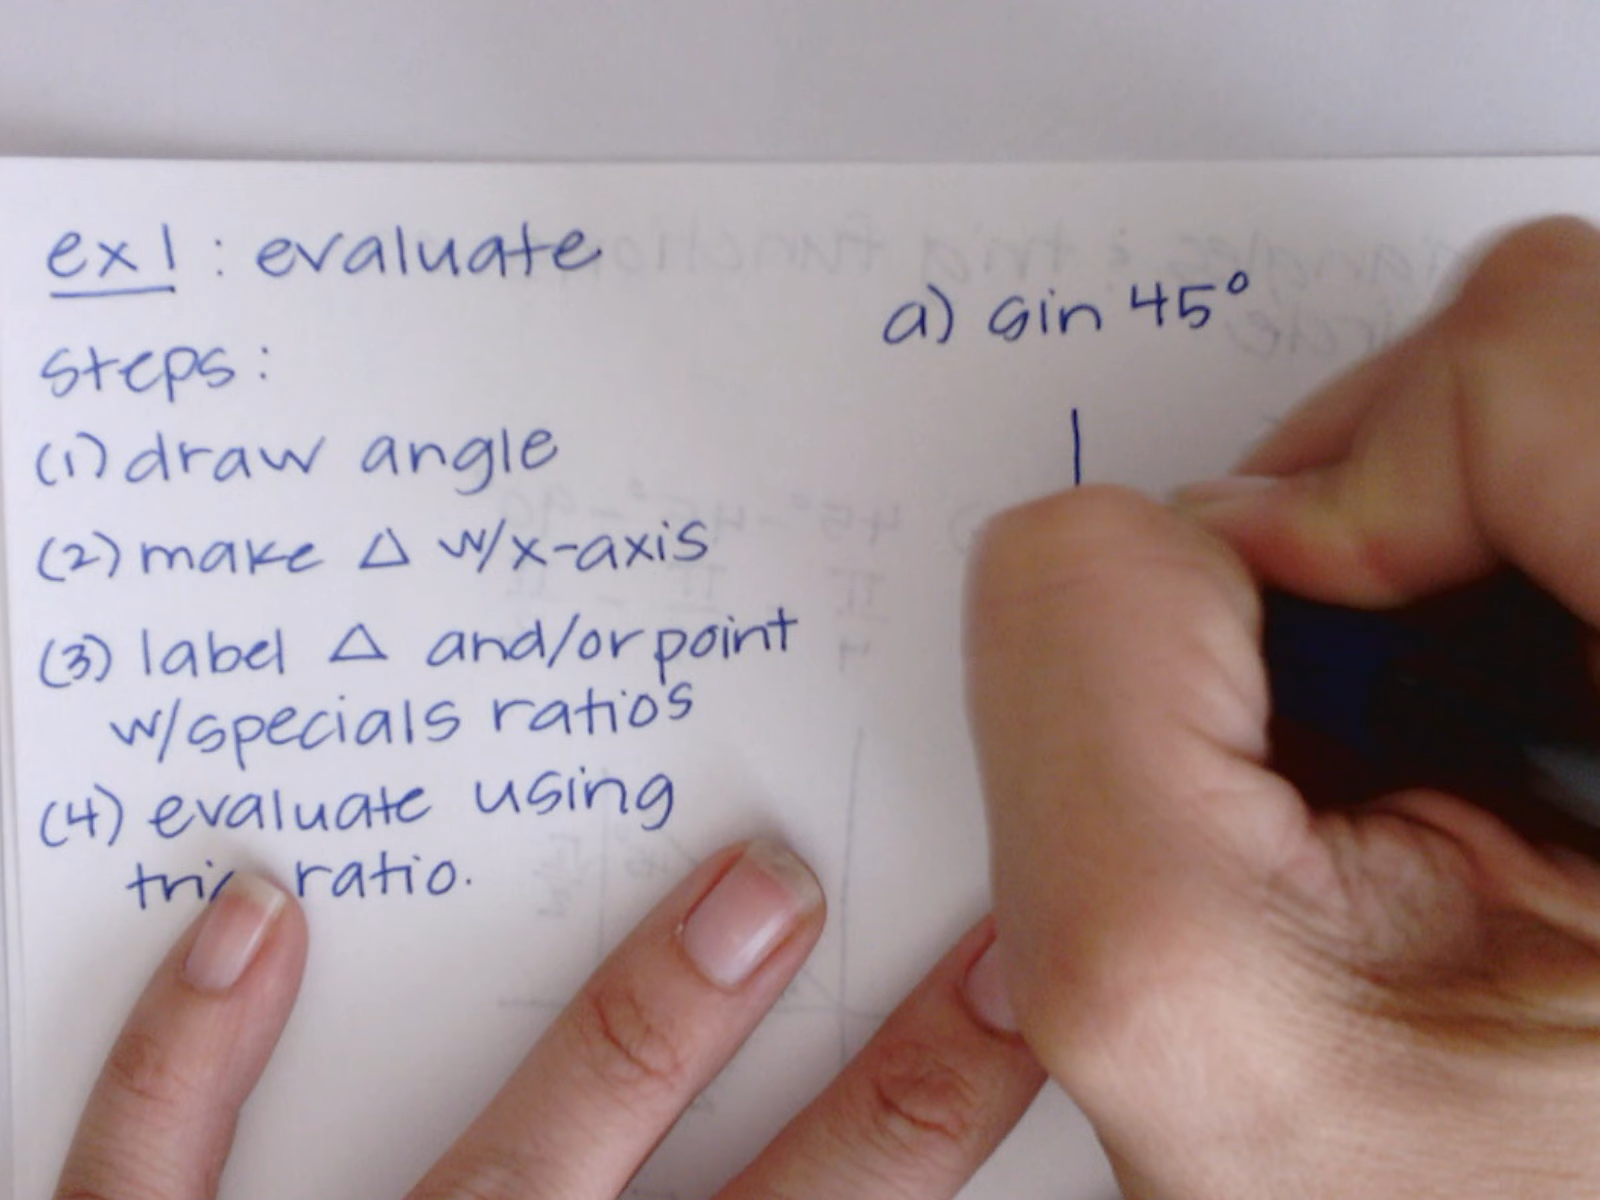 ex1: evaluate
a) sin 45°
steps:
(1) draw angle
(2) make △ w/x-axis
(3) label △ and/or point
w/specials ratios
(4) evaluate using
ratio.